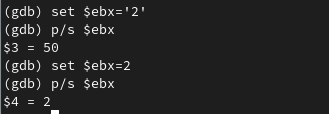 (gdb) set $ebx='2'
(gdb) p/s $ebx
$3 = 50
(gdb) set $ebx=2
(gdb) p/s $ebx
$4 = 2